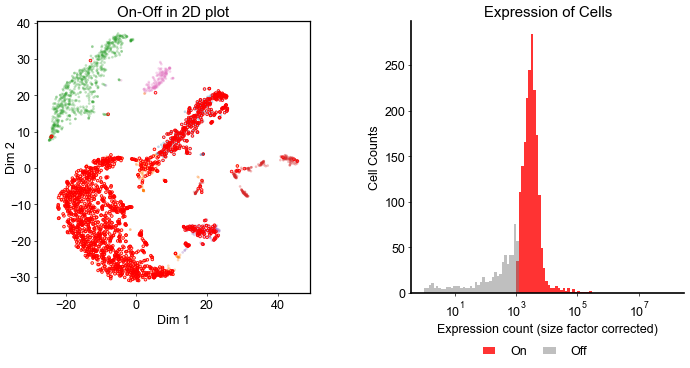 On-Off in 2D plot
40
30
20
10
0
−10
−20
−30
Dim 2
−20 0 20 40
Dim 1
Expression of Cells
250
200
150
100
50
0
Cell Counts
10^1 10^3 10^5 10^7
Expression count (size factor corrected)
On Off